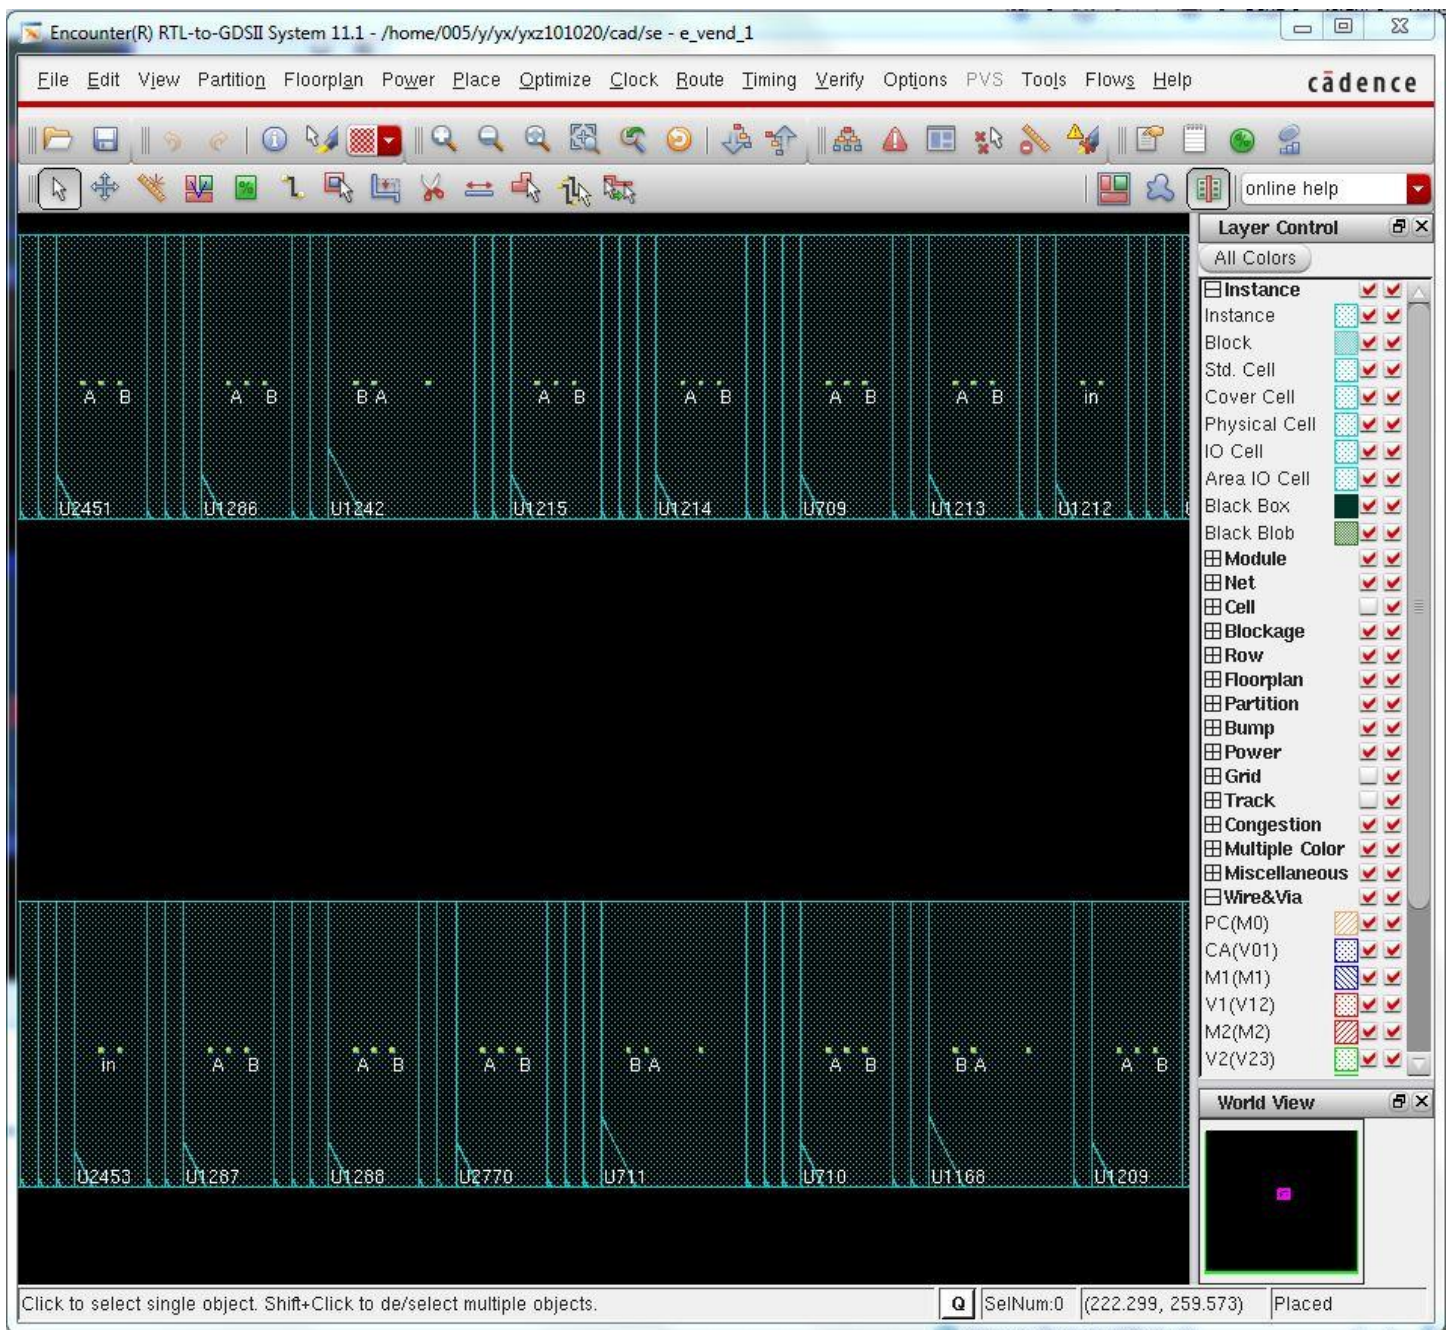 Encounter(R) RTL-to-GDSII System 11.1 - /home/005/y/yx/yxz101020/cad/se - e_vend_1
File Edit View Partition Floorplan Power Place Optimize Clock Route Timing Verify Options PVS Tools Flows Help cādence
online help
Layer Control
All Colors
Instance
Instance
Block
Std. Cell
Cover Cell
Physical Cell
IO Cell
Area IO Cell
Black Box
Black Blob
Module
Net
Cell
Blockage
Row
Floorplan
Partition
Bump
Power
Grid
Track
Congestion
Multiple Color
Miscellaneous
Wire&Via
PC(M0)
CA(V01)
M1(M1)
V1(V12)
M2(M2)
V2(V23)
World View
A B A B B A A B A B A B A B in
U2451 U1286 U1242 U1215 U1214 U709 U1213 U1212
in A B A B A B B A A B B A A B
U2453 U1287 U1288 U2770 U711 U710 U1168 U1209
Click to select single object. Shift+Click to de/select multiple objects. Q SelNum:0 (222.299, 259.573) Placed